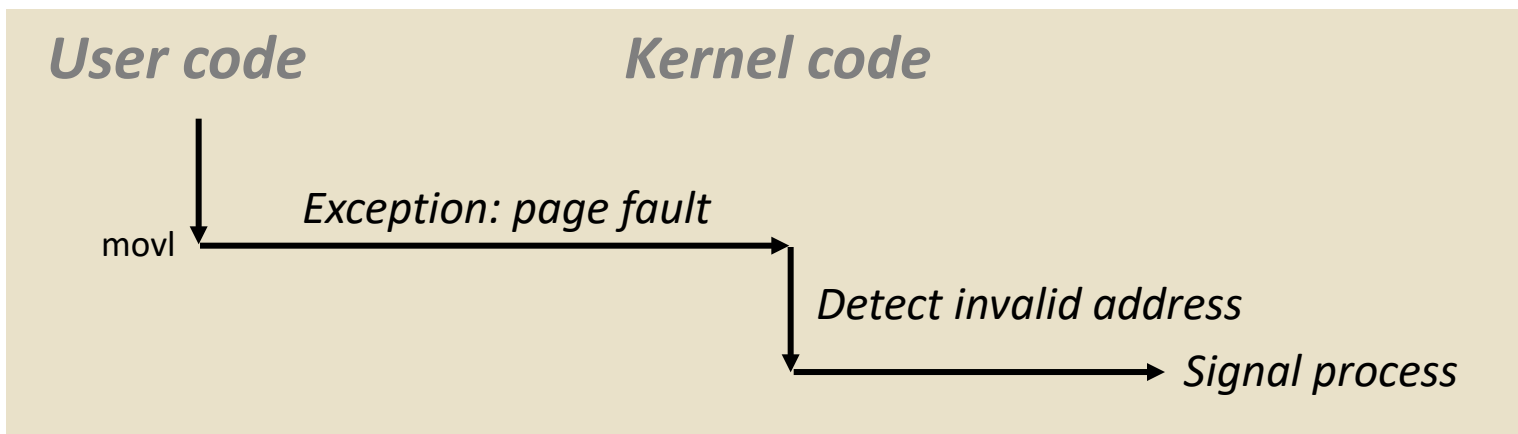 User code
Kernel code
Exception: page fault
movl
Detect invalid address
Signal process